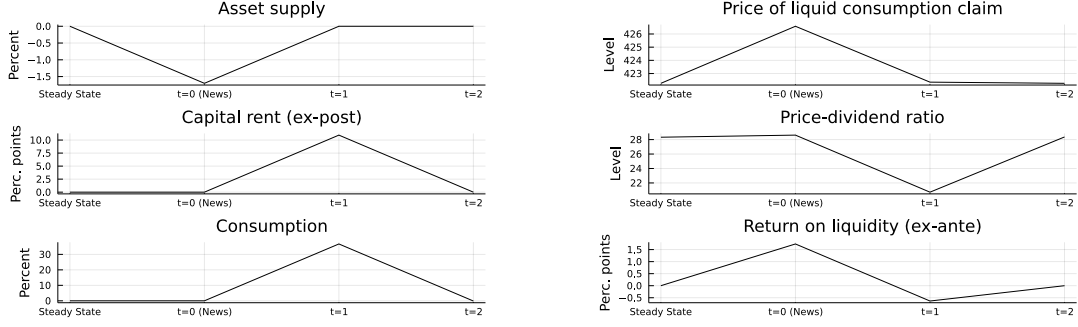 Asset supply
Percent
0.0
−0.5
−1.0
−1.5
Steady State t=0 (News) t=1 t=2
Price of liquid consumption claim
Level
426
425
424
423
Steady State t=0 (News) t=1 t=2
Capital rent (ex-post)
Perc. points
10.0
7.5
5.0
2.5
0.0
Steady State t=0 (News) t=1 t=2
Price-dividend ratio
Level
28
26
24
22
Steady State t=0 (News) t=1 t=2
Consumption
Percent
30
20
10
0
Steady State t=0 (News) t=1 t=2
Return on liquidity (ex-ante)
Perc. points
1.5
1.0
0.5
0.0
−0.5
Steady State t=0 (News) t=1 t=2